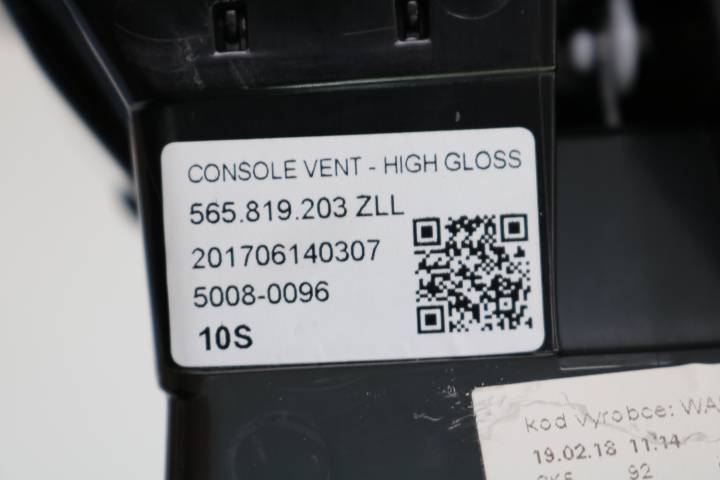 CONSOLE VENT - HIGH GLOSS
565.819.203 ZLL
201706140307
5008-0096
10S
Kod výrobce:
19.02.18 11:14
92